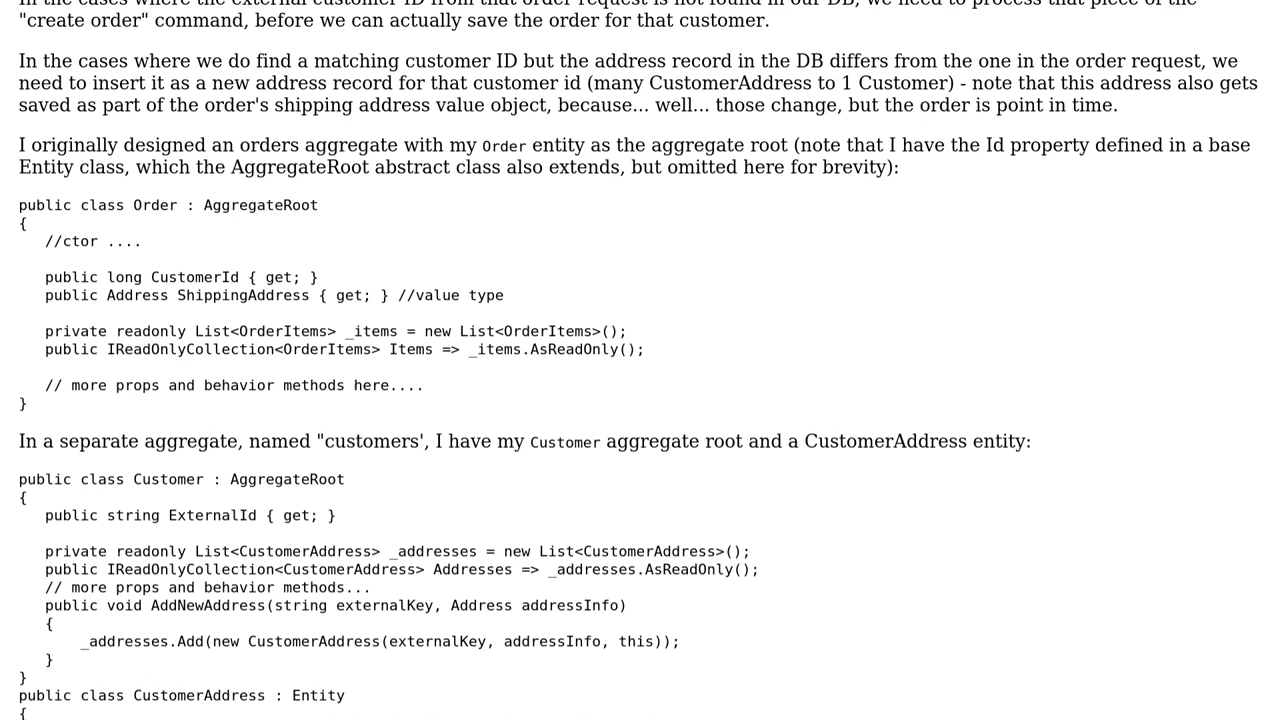 "create order" command, before we can actually save the order for that customer.
In the cases where we do find a matching customer ID but the address record in the DB differs from the one in the order request, we
need to insert it as a new address record for that customer id (many CustomerAddress to 1 Customer) - note that this address also gets
saved as part of the order's shipping address value object, because... well... those change, but the order is point in time.
I originally designed an orders aggregate with my Order entity as the aggregate root (note that I have the Id property defined in a base
Entity class, which the AggregateRoot abstract class also extends, but omitted here for brevity):
public class Order : AggregateRoot
{
//ctor ....
public long CustomerId { get; }
public Address ShippingAddress { get; } //value type
private readonly List<OrderItems> _items = new List<OrderItems>();
public IReadOnlyCollection<OrderItems> Items => _items.AsReadOnly();
// more props and behavior methods here....
}
In a separate aggregate, named "customers', I have my Customer aggregate root and a CustomerAddress entity:
public class Customer : AggregateRoot
{
public string ExternalId { get; }
private readonly List<CustomerAddress> _addresses = new List<CustomerAddress>();
public IReadOnlyCollection<CustomerAddress> Addresses => _addresses.AsReadOnly();
// more props and behavior methods...
public void AddNewAddress(string externalKey, Address addressInfo)
{
_addresses.Add(new CustomerAddress(externalKey, addressInfo, this));
}
}
public class CustomerAddress : Entity
{